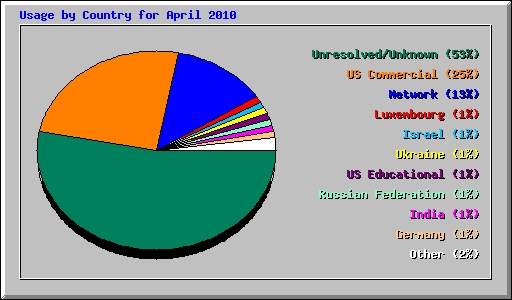 Usage by Country for April 2010
Unresolved/Unknown (53%)
US Commercial (25%)
Network (13%)
Luxembourg (1%)
Israel (1%)
Ukraine (1%)
US Educational (1%)
Russian Federation (1%)
India (1%)
Germany (1%)
Other (2%)